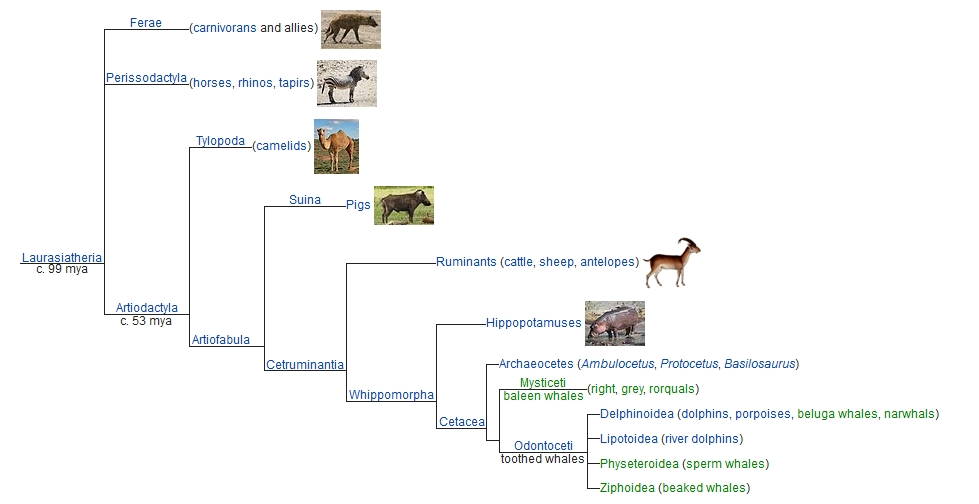 Ferae
(carnivorans and allies)
Perissodactyla
(horses, rhinos, tapirs)
Tylopoda
(camelids)
Suina
Pigs
Laurasiatheria
c. 99 mya
Ruminants (cattle, sheep, antelopes)
Artiodactyla
c. 53 mya
Hippopotamuses
Artiofabula
Cetruminantia
Archaeocetes (Ambulocetus, Protocetus, Basilosaurus)
Mysticeti
baleen whales
(right, grey, rorquals)
Whippomorpha
Delphinoidea (dolphins, porpoises, beluga whales, narwhals)
Cetacea
Lipotoidea (river dolphins)
Odontoceti
toothed whales
Physeteroidea (sperm whales)
Ziphoidea (beaked whales)